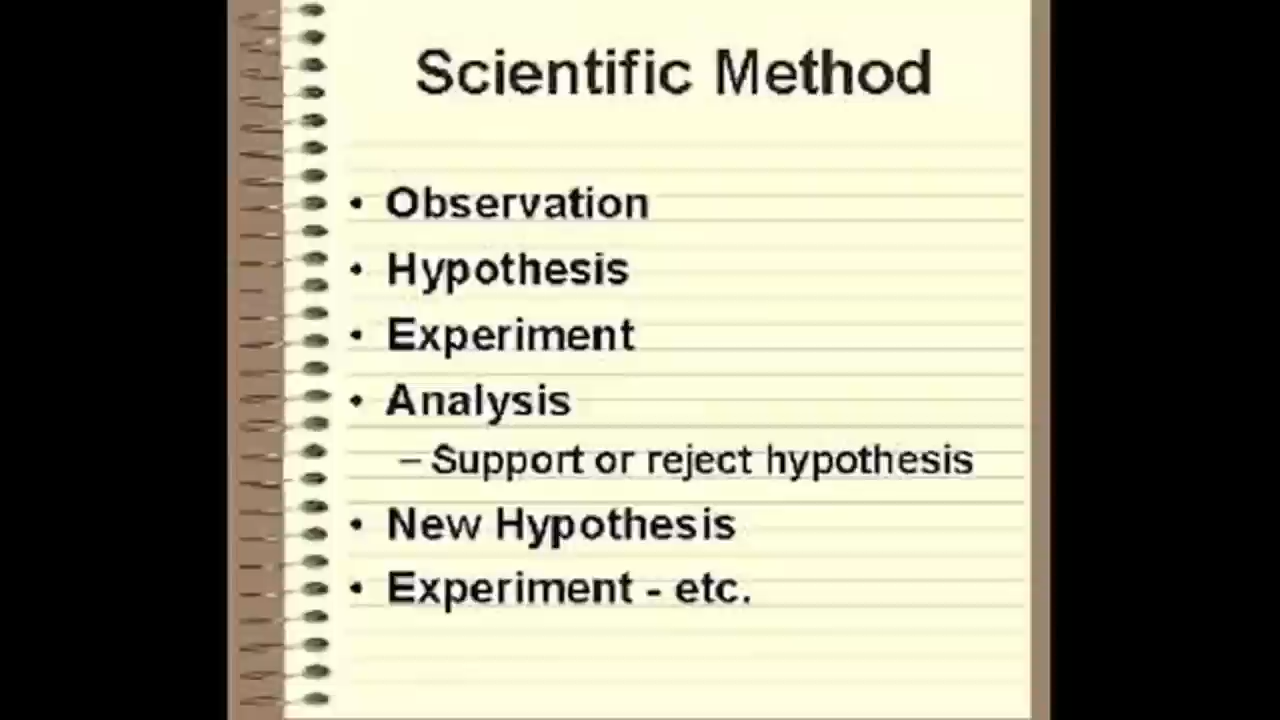 Scientific Method
• Observation
• Hypothesis
• Experiment
• Analysis
– Support or reject hypothesis
• New Hypothesis
• Experiment - etc.